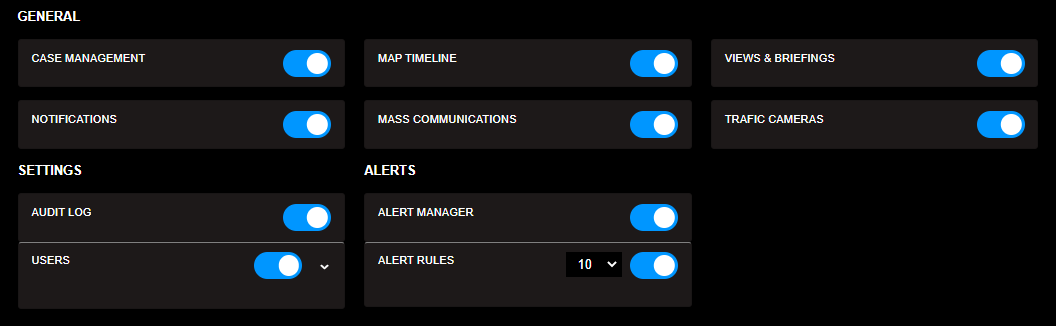 GENERAL
CASE MANAGEMENT
MAP TIMELINE
VIEWS & BRIEFINGS
NOTIFICATIONS
MASS COMMUNICATIONS
TRAFIC CAMERAS
SETTINGS
ALERTS
AUDIT LOG
ALERT MANAGER
USERS
ALERT RULES
10